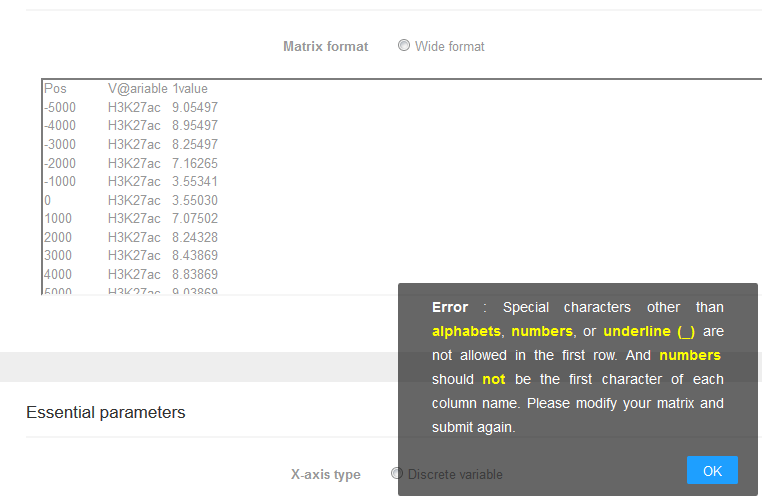 Matrix format Wide format
Pos V@ariable 1value
-5000 H3K27ac 9.05497
-4000 H3K27ac 8.95497
-3000 H3K27ac 8.25497
-2000 H3K27ac 7.16265
-1000 H3K27ac 3.55341
0 H3K27ac 3.55030
1000 H3K27ac 7.07502
2000 H3K27ac 8.24328
3000 H3K27ac 8.43869
4000 H3K27ac 8.83869
5000 H3K27ac 9.03869
Error : Special characters other than
alphabets, numbers, or underline (_) are
not allowed in the first row. And numbers
should not be the first character of each
column name. Please modify your matrix and
submit again.
OK
Essential parameters
X-axis type Discrete variable